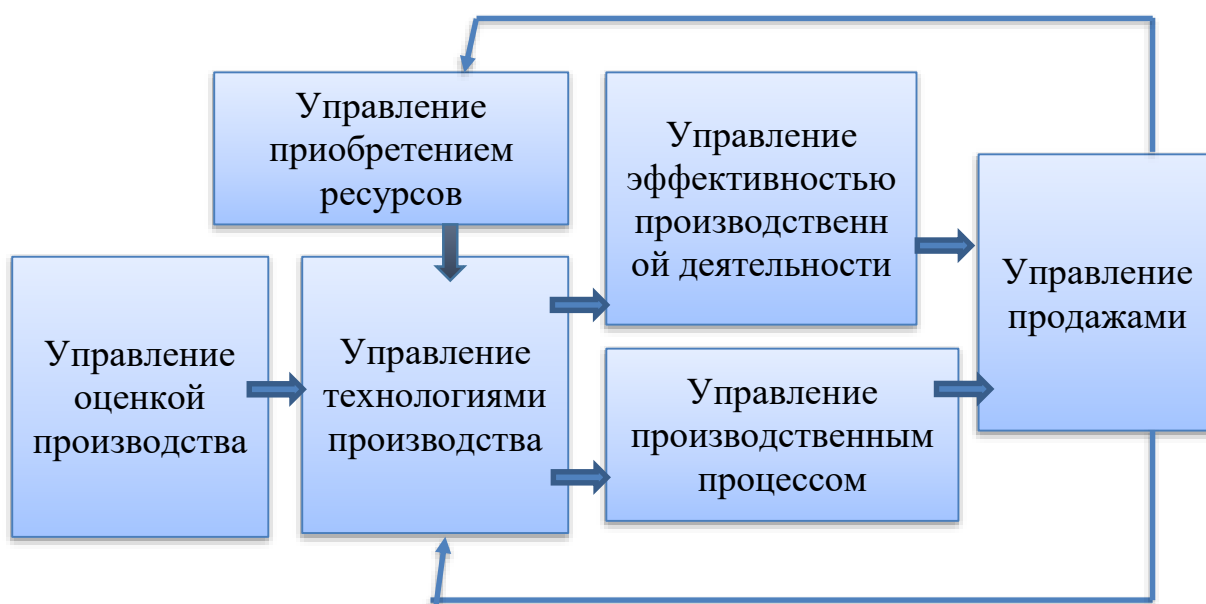 Управление
приобретением
ресурсов
Управление
эффективностью
производственн
ой деятельности
Управление
продажами
Управление
оценкой
производства
Управление
технологиями
производства
Управление
производственным
процессом